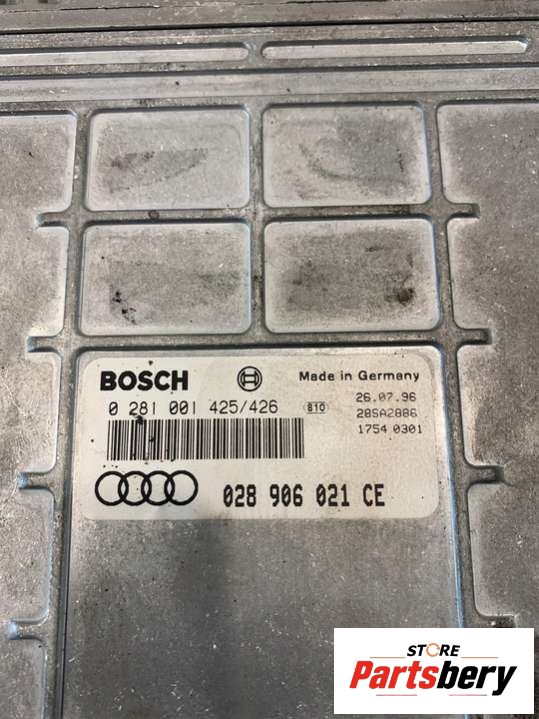 BOSCH Made in Germany
0 281 001 425/426 B10 26.07.96
28SA2886
1754 0301
028 906 021 CE
STORE
Partsbery